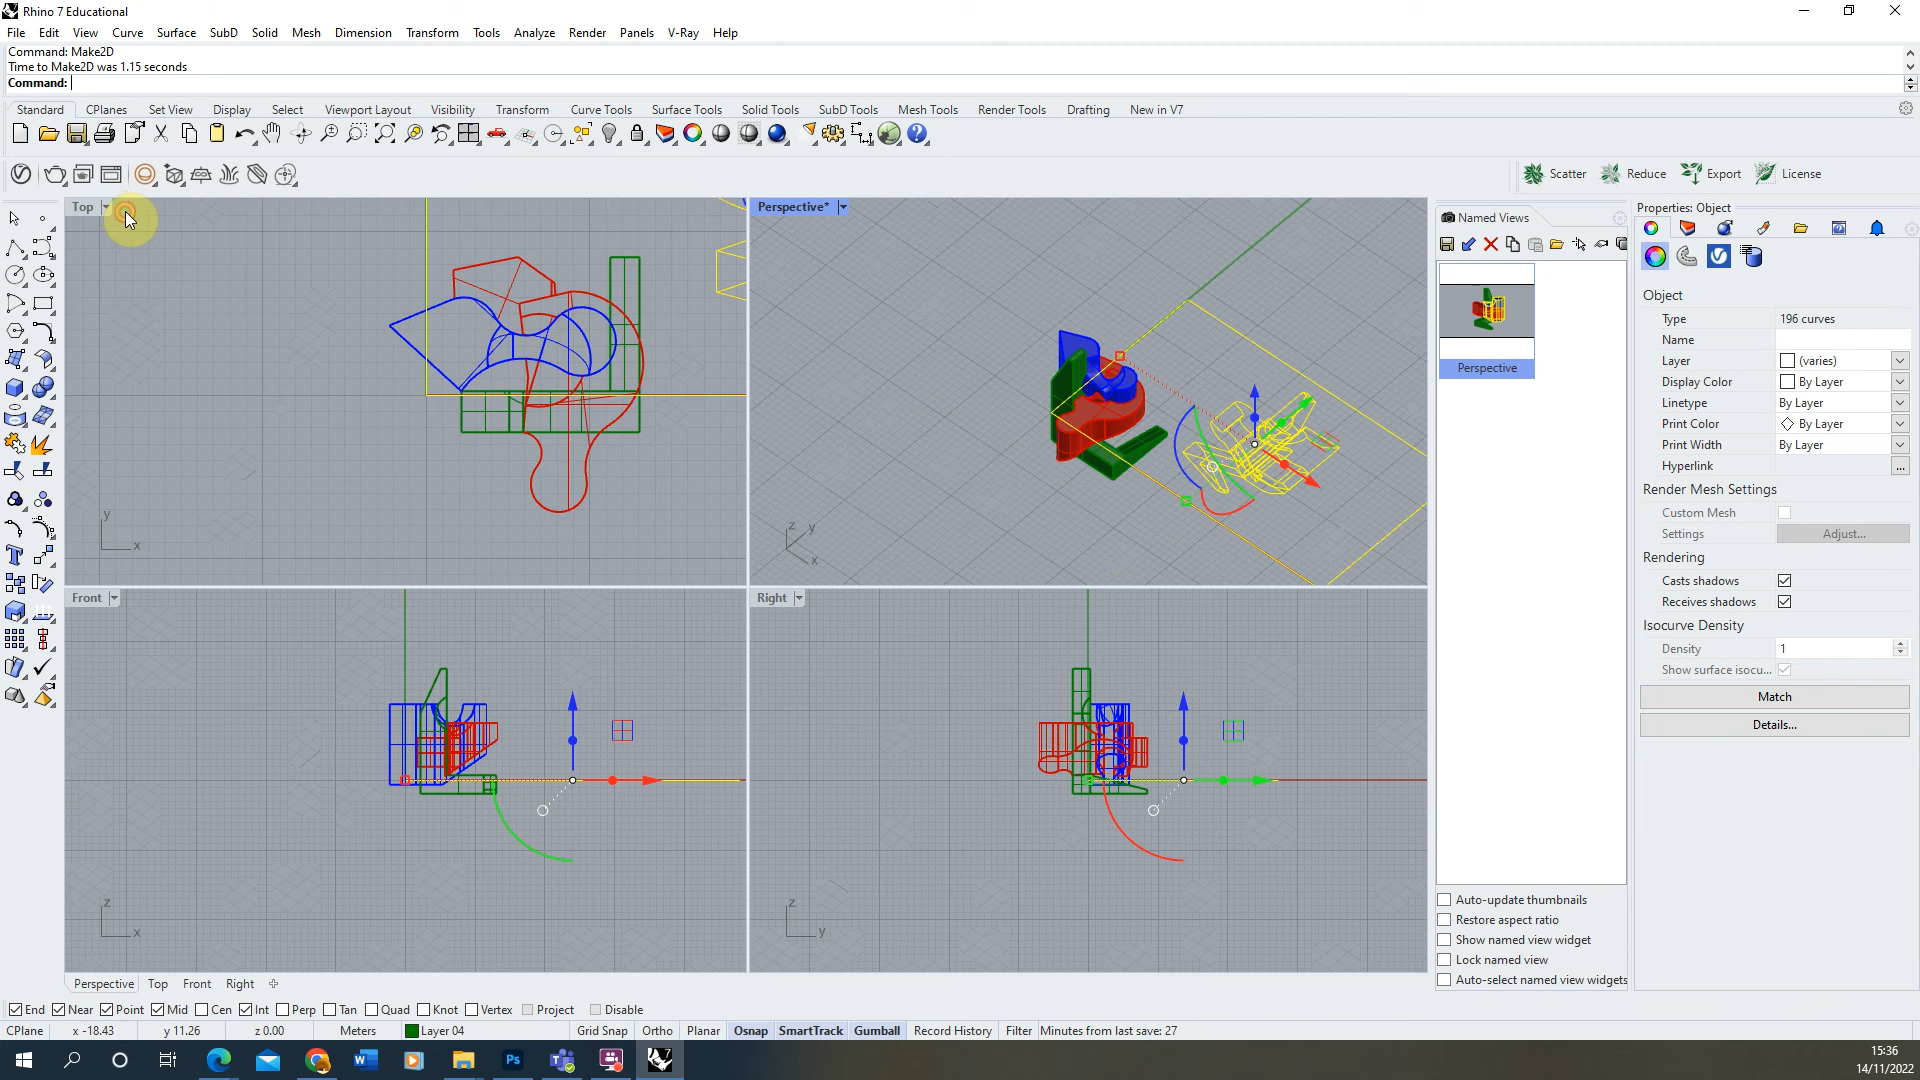 Rhino 7 Educational
File Edit View Curve Surface SubD Solid Mesh Dimension Transform Tools Analyze Render Panels V-Ray Help
Command: Make2D
Time to Make2D was 1.15 seconds
Command:
Standard CPlanes Set View Display Select Viewport Layout Visibility Transform Curve Tools Surface Tools Solid Tools SubD Tools Mesh Tools Render Tools Drafting New in V7
Scatter Reduce Export License
Top
Perspective*
Named Views
Properties: Object
Object
Type 196 curves
Name
Layer (varies)
Display Color By Layer
Linetype By Layer
Print Color By Layer
Print Width By Layer
Hyperlink ...
Render Mesh Settings
Custom Mesh
Settings Adjust...
Rendering
Casts shadows
Receives shadows
Isocurve Density
Density 1
Show surface isocu...
Match
Details...
Perspective
y
x
z
y
x
Front
Right
z
x
z
y
Auto-update thumbnails
Restore aspect ratio
Show named view widget
Lock named view
Auto-select named view widgets
Perspective Top Front Right
End Near Point Mid Cen Int Perp Tan Quad Knot Vertex Project Disable
CPlane x -18.43 y 11.26 z 0.00 Meters Layer 04 Grid Snap Ortho Planar Osnap SmartTrack Gumball Record History Filter Minutes from last save: 27
15:36
14/11/2022